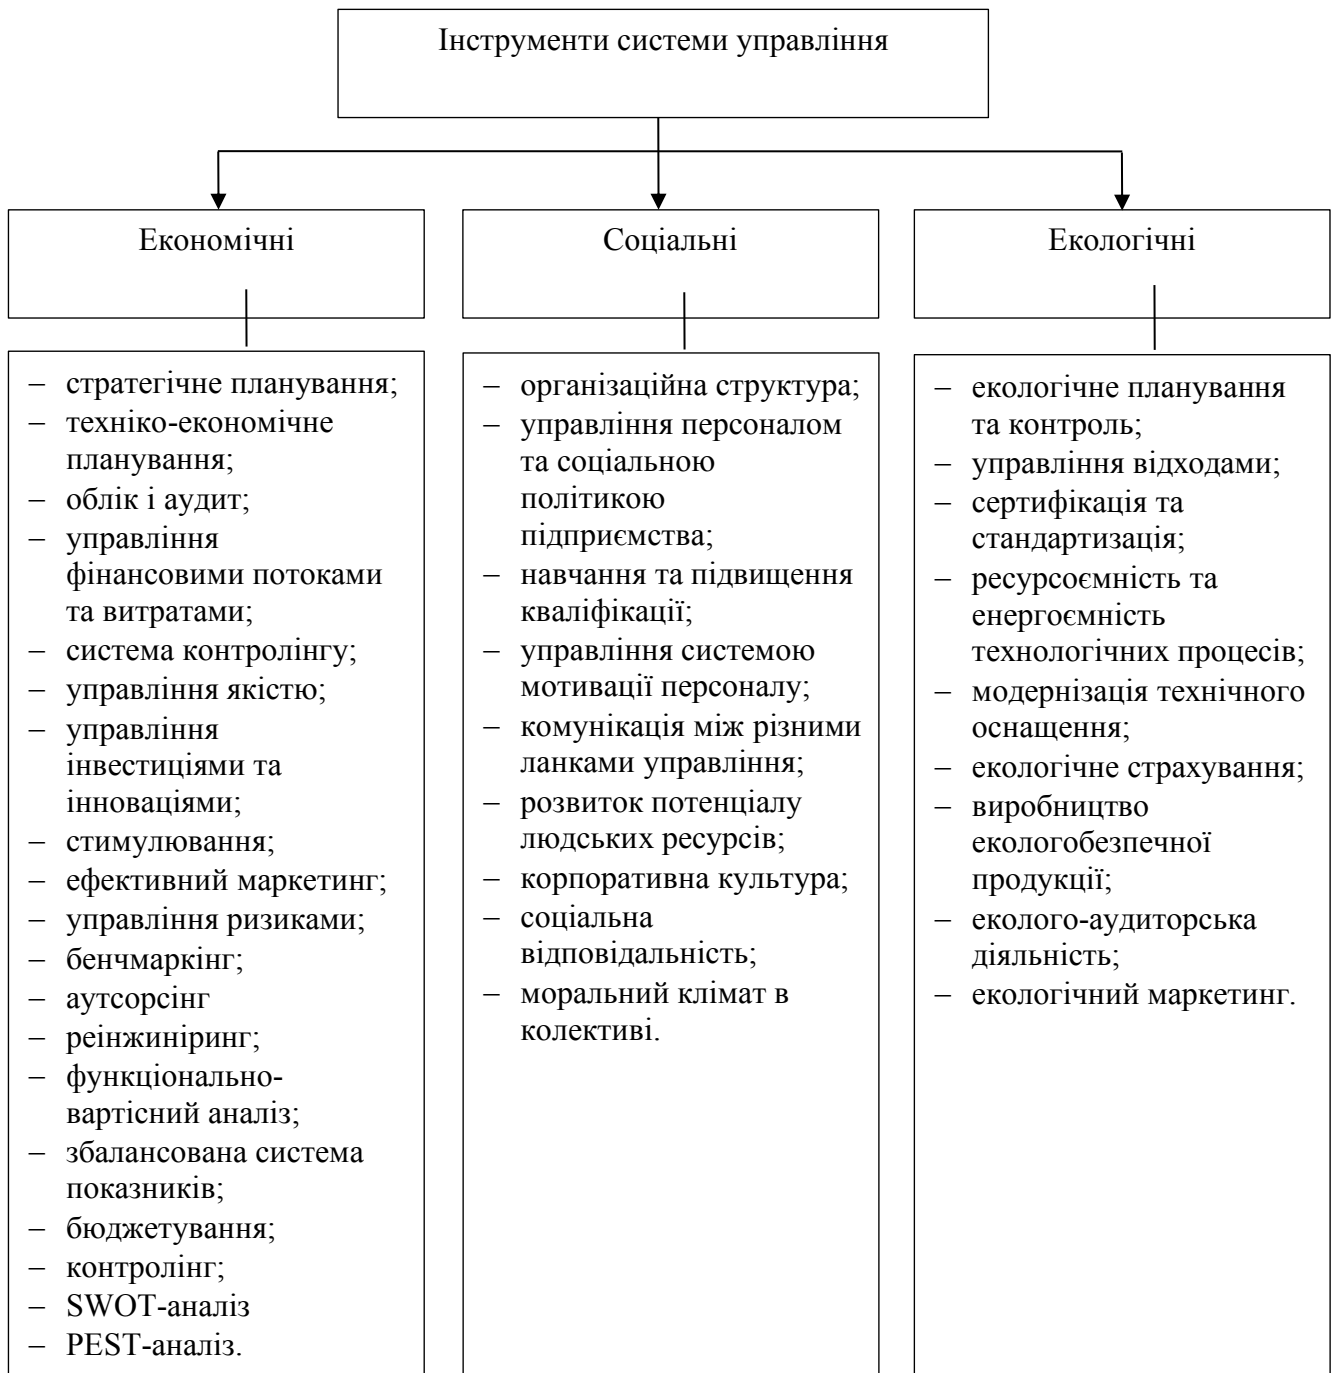 Інструменти системи управління
Економічні
Соціальні
Екологічні
– стратегічне планування;
– техніко-економічне
планування;
– облік і аудит;
– управління
фінансовими потоками
та витратами;
– система контролінгу;
– управління якістю;
– управління
інвестиціями та
інноваціями;
– стимулювання;
– ефективний маркетинг;
– управління ризиками;
– бенчмаркінг;
– аутсорсінг
– реінжиніринг;
– функціонально-
вартісний аналіз;
– збалансована система
показників;
– бюджетування;
– контролінг;
– SWOT-аналіз
– PEST-аналіз.
– організаційна структура;
– управління персоналом
та соціальною
політикою
підприємства;
– навчання та підвищення
кваліфікації;
– управління системою
мотивації персоналу;
– комунікація між різними
ланками управління;
– розвиток потенціалу
людських ресурсів;
– корпоративна культура;
– соціальна
відповідальність;
– моральний клімат в
колективі.
– екологічне планування
та контроль;
– управління відходами;
– сертифікація та
стандартизація;
– ресурсоємність та
енергоємність
технологічних процесів;
– модернізація технічного
оснащення;
– екологічне страхування;
– виробництво
екологобезпечної
продукції;
– еколого-аудиторська
діяльність;
– екологічний маркетинг.